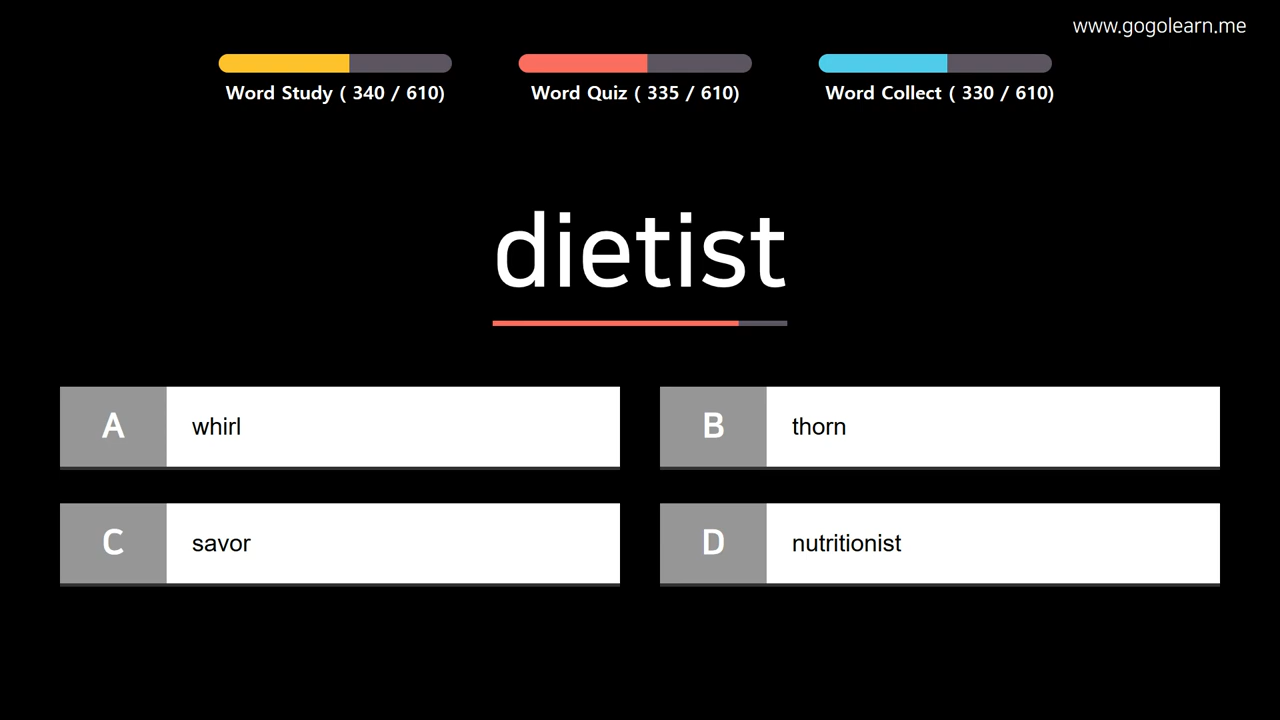 www.gogolearn.me
Word Study ( 340 / 610)
Word Quiz ( 335 / 610)
Word Collect ( 330 / 610)
dietist
A whirl
B thorn
C savor
D nutritionist